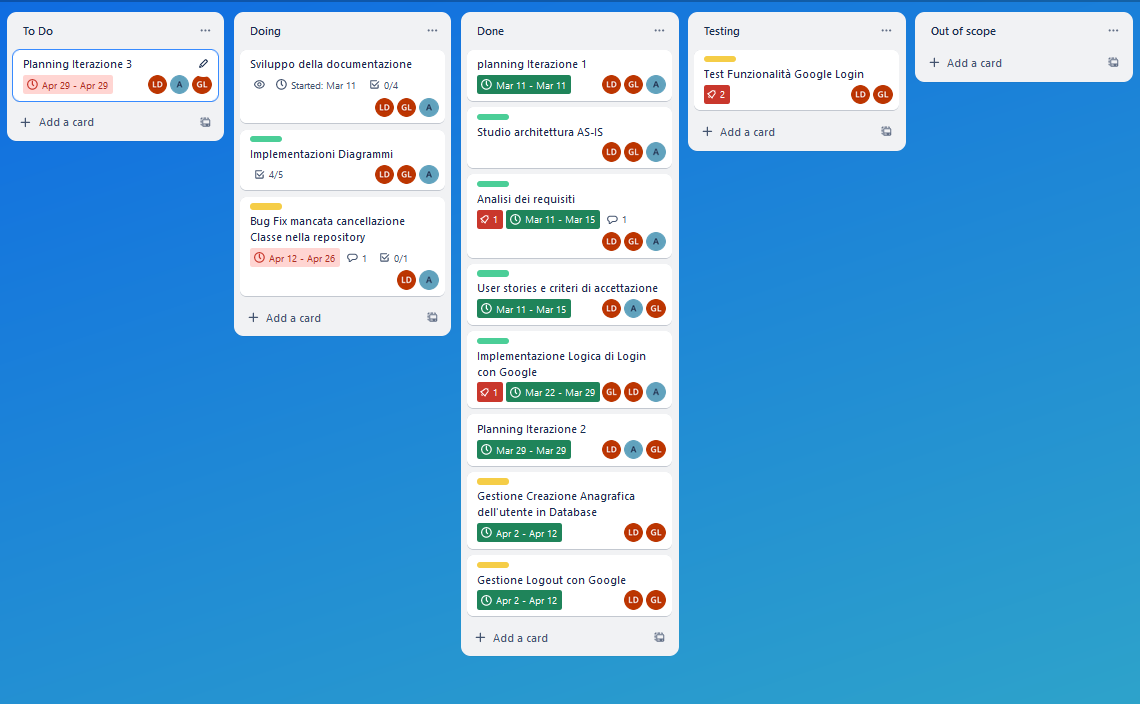 To Do
Planning Iterazione 3
Apr 29 - Apr 29
LD A GL
Add a card
Doing
Sviluppo della documentazione
Started: Mar 11 0/4
LD GL A
Implementazioni Diagrammi
4/5 LD GL A
Bug Fix mancata cancellazione
Classe nella repository
Apr 12 - Apr 26 1 0/1
LD A
Add a card
Done
planning Iterazione 1
Mar 11 - Mar 11 LD GL A
Studio architettura AS-IS
LD GL A
Analisi dei requisiti
1 Mar 11 - Mar 15 1
LD GL A
User stories e criteri di accettazione
Mar 11 - Mar 15 LD A GL
Implementazione Logica di Login
con Google
1 Mar 22 - Mar 29 GL LD A
Planning Iterazione 2
Mar 29 - Mar 29 LD A GL
Gestione Creazione Anagrafica
dell'utente in Database
Apr 2 - Apr 12 LD GL
Gestione Logout con Google
Apr 2 - Apr 12 LD GL
Add a card
Testing
Test Funzionalità Google Login
2 LD GL
Add a card
Out of scope
Add a card